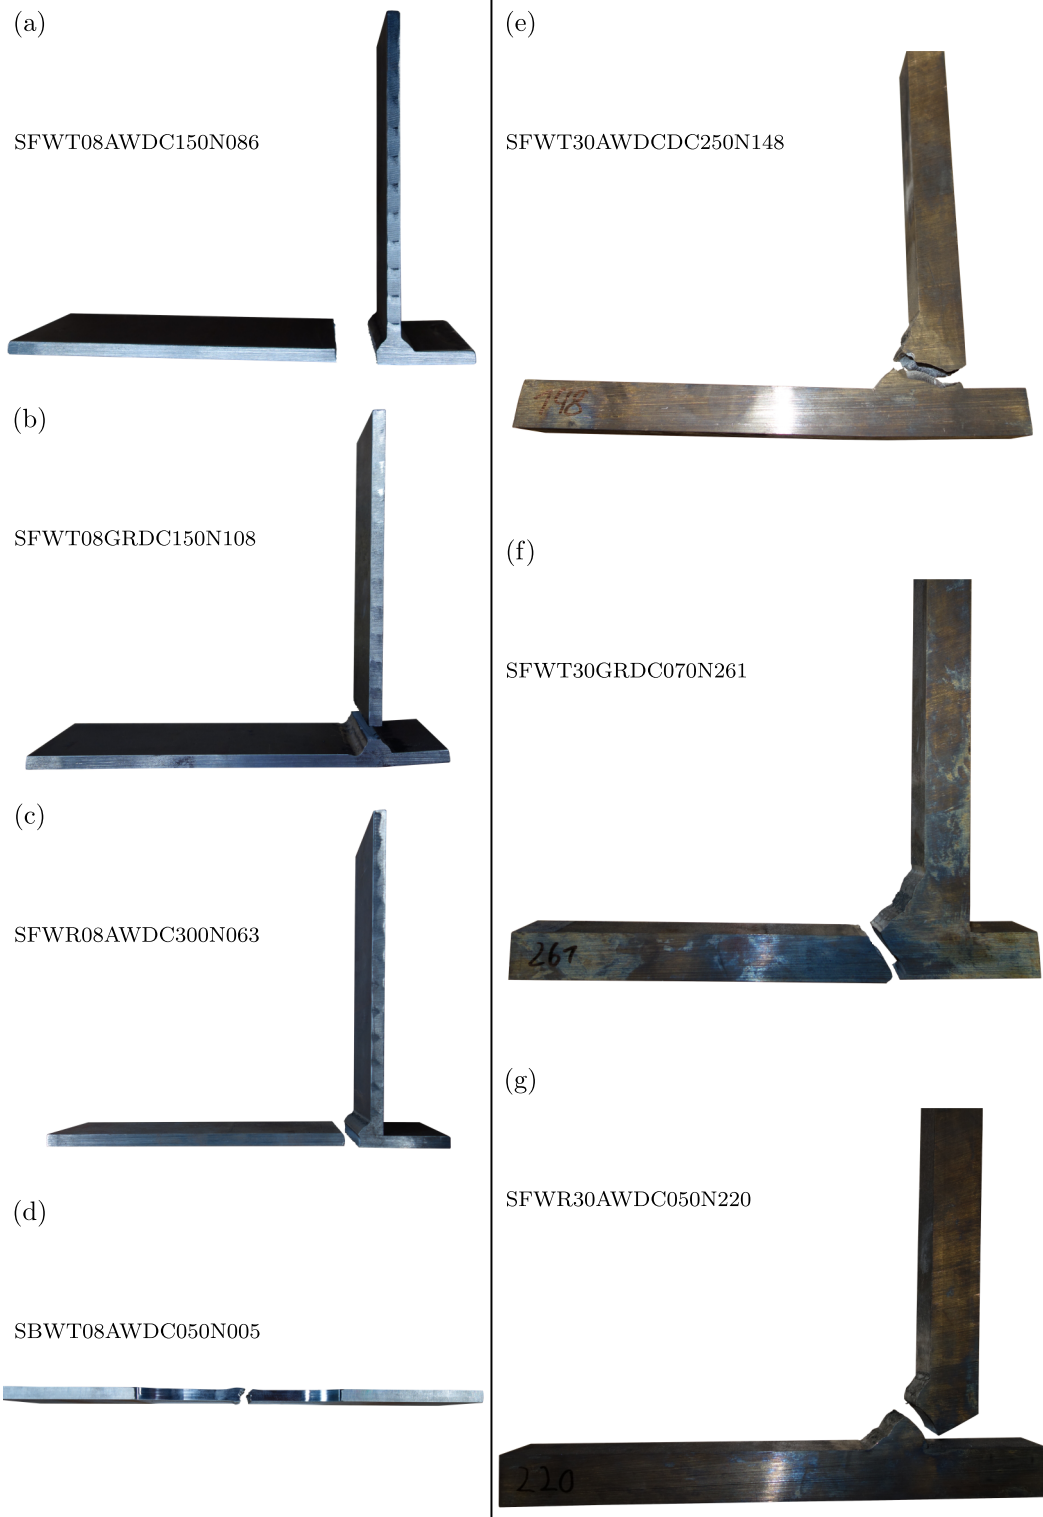 (a)
SFWT08AWDC150N086
(b)
SFWT08GRDC150N108
(c)
SFWR08AWDC300N063
(d)
SBWT08AWDC050N005
(e)
SFWT30AWDCDC250N148
148
(f)
SFWT30GRDC070N261
261
(g)
SFWR30AWDC050N220
220